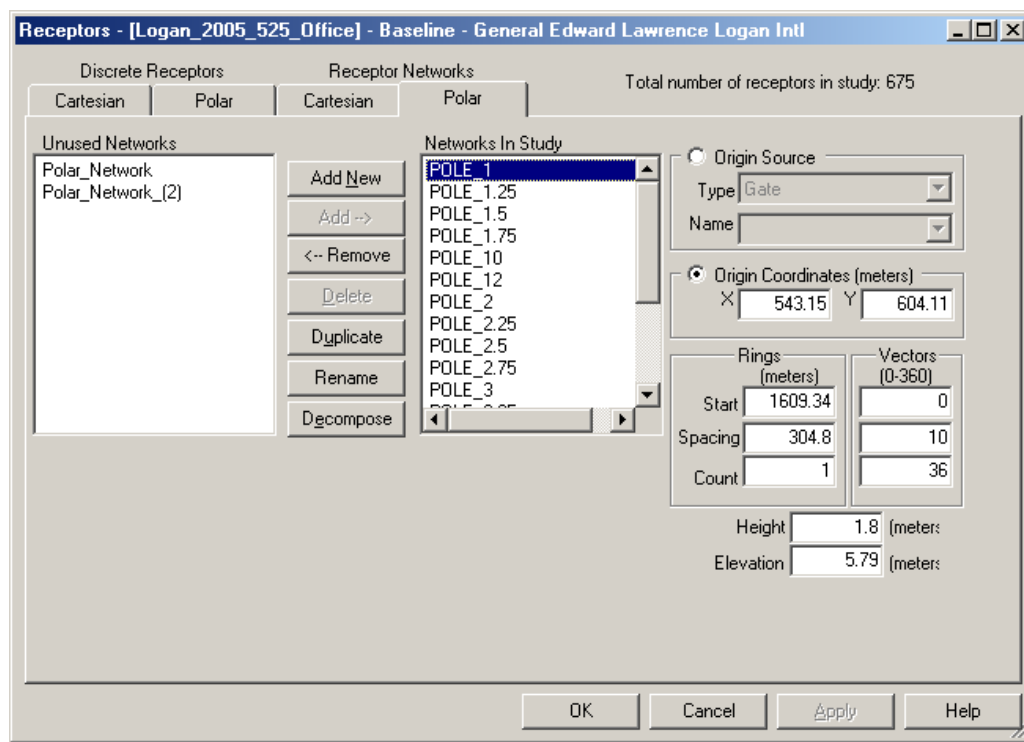 Receptors - [Logan_2005_525_Office] - Baseline - General Edward Lawrence Logan Intl
Discrete Receptors
Receptor Networks
Total number of receptors in study: 675
Cartesian
Polar
Cartesian
Polar
Unused Networks
Polar_Network
Polar_Network_(2)
Add New
Add -->
<-- Remove
Delete
Duplicate
Rename
Decompose
Networks In Study
POLE_1
POLE_1.25
POLE_1.5
POLE_1.75
POLE_10
POLE_12
POLE_2
POLE_2.25
POLE_2.5
POLE_2.75
POLE_3
Origin Source
Type Gate
Name
Origin Coordinates (meters)
X 543.15 Y 604.11
Rings (meters)
Vectors (0-360)
Start 1609.34 0
Spacing 304.8 10
Count 1 36
Height 1.8 (meters
Elevation 5.79 (meters
OK
Cancel
Apply
Help